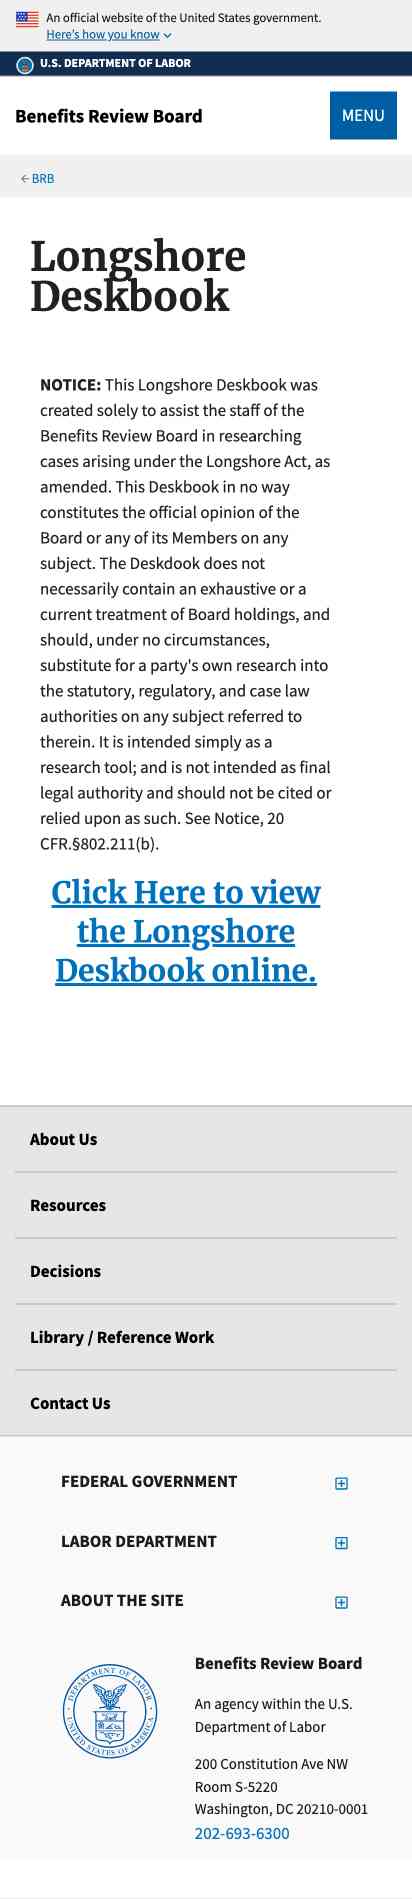 An official website of the United States government.
Here's how you know
U.S. DEPARTMENT OF LABOR
Benefits Review Board
MENU
BRB
Longshore
Deskbook
NOTICE: This Longshore Deskbook was
created solely to assist the staff of the
Benefits Review Board in researching
cases arising under the Longshore Act, as
amended. This Deskbook in no way
constitutes the official opinion of the
Board or any of its Members on any
subject. The Deskdook does not
necessarily contain an exhaustive or a
current treatment of Board holdings, and
should, under no circumstances,
substitute for a party's own research into
the statutory, regulatory, and case law
authorities on any subject referred to
therein. It is intended simply as a
research tool; and is not intended as final
legal authority and should not be cited or
relied upon as such. See Notice, 20
CFR.§802.211(b).
Click Here to view
the Longshore
Deskbook online.
About Us
Resources
Decisions
Library / Reference Work
Contact Us
FEDERAL GOVERNMENT
LABOR DEPARTMENT
ABOUT THE SITE
DEPARTMENT OF LABOR
UNITED STATES OF AMERICA
Benefits Review Board
An agency within the U.S.
Department of Labor
200 Constitution Ave NW
Room S-5220
Washington, DC 20210-0001
202-693-6300